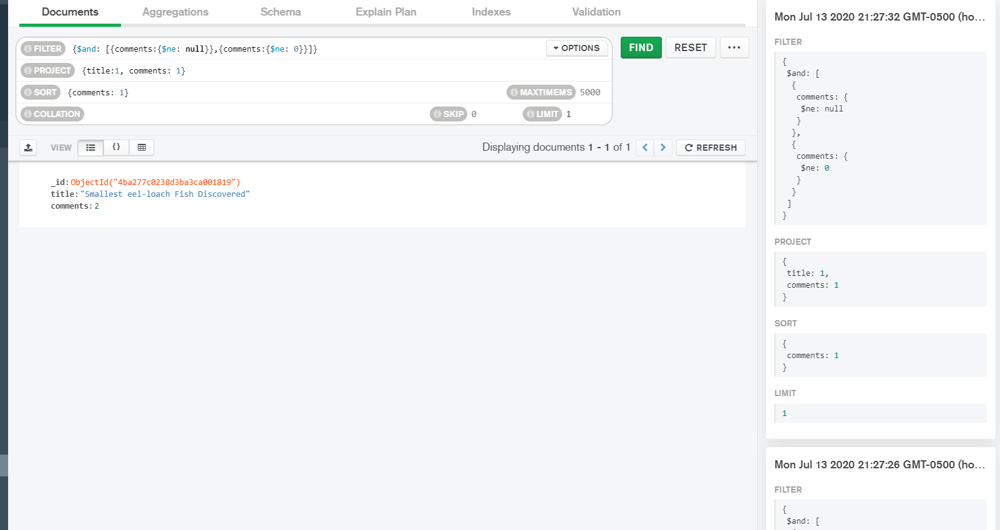 Documents Aggregations Schema Explain Plan Indexes Validation
FILTER {$and: [{comments:{$ne: null}},{comments:{$ne: 0}}]} OPTIONS FIND RESET ...
PROJECT {title:1, comments: 1}
SORT {comments: 1} MAXTIMEMS 5000
COLLATION SKIP 0 LIMIT 1
VIEW {} Displaying documents 1 - 1 of 1 REFRESH
_id:ObjectId("4ba277c0238d3ba3ca001819")
title:"Smallest eel-loach Fish Discovered"
comments:2
Mon Jul 13 2020 21:27:32 GMT-0500 (ho...
FILTER
{
$and: [
{
comments: {
$ne: null
}
},
{
comments: {
$ne: 0
}
}
]
}
PROJECT
{
title: 1,
comments: 1
}
SORT
{
comments: 1
}
LIMIT
1
Mon Jul 13 2020 21:27:26 GMT-0500 (ho...
FILTER
{
$and: [